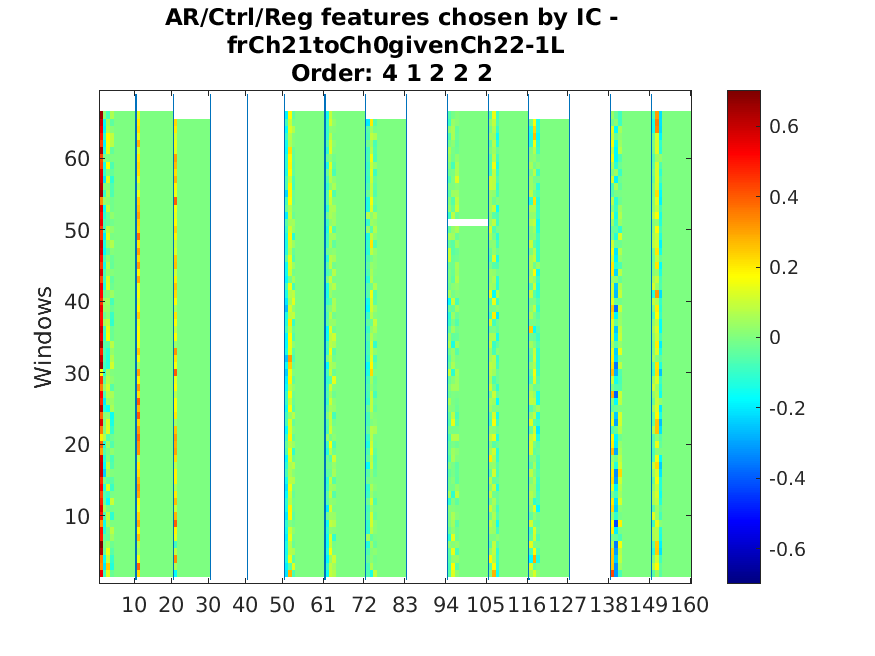 AR/Ctrl/Reg features chosen by IC -
frCh21toCh0givenCh22-1L
Order: 4 1 2 2 2
Windows
60
50
40
30
20
10
10 20 30 40 50 61 72 83 94 105 116 127 138 149 160
0.6
0.4
0.2
0
-0.2
-0.4
-0.6